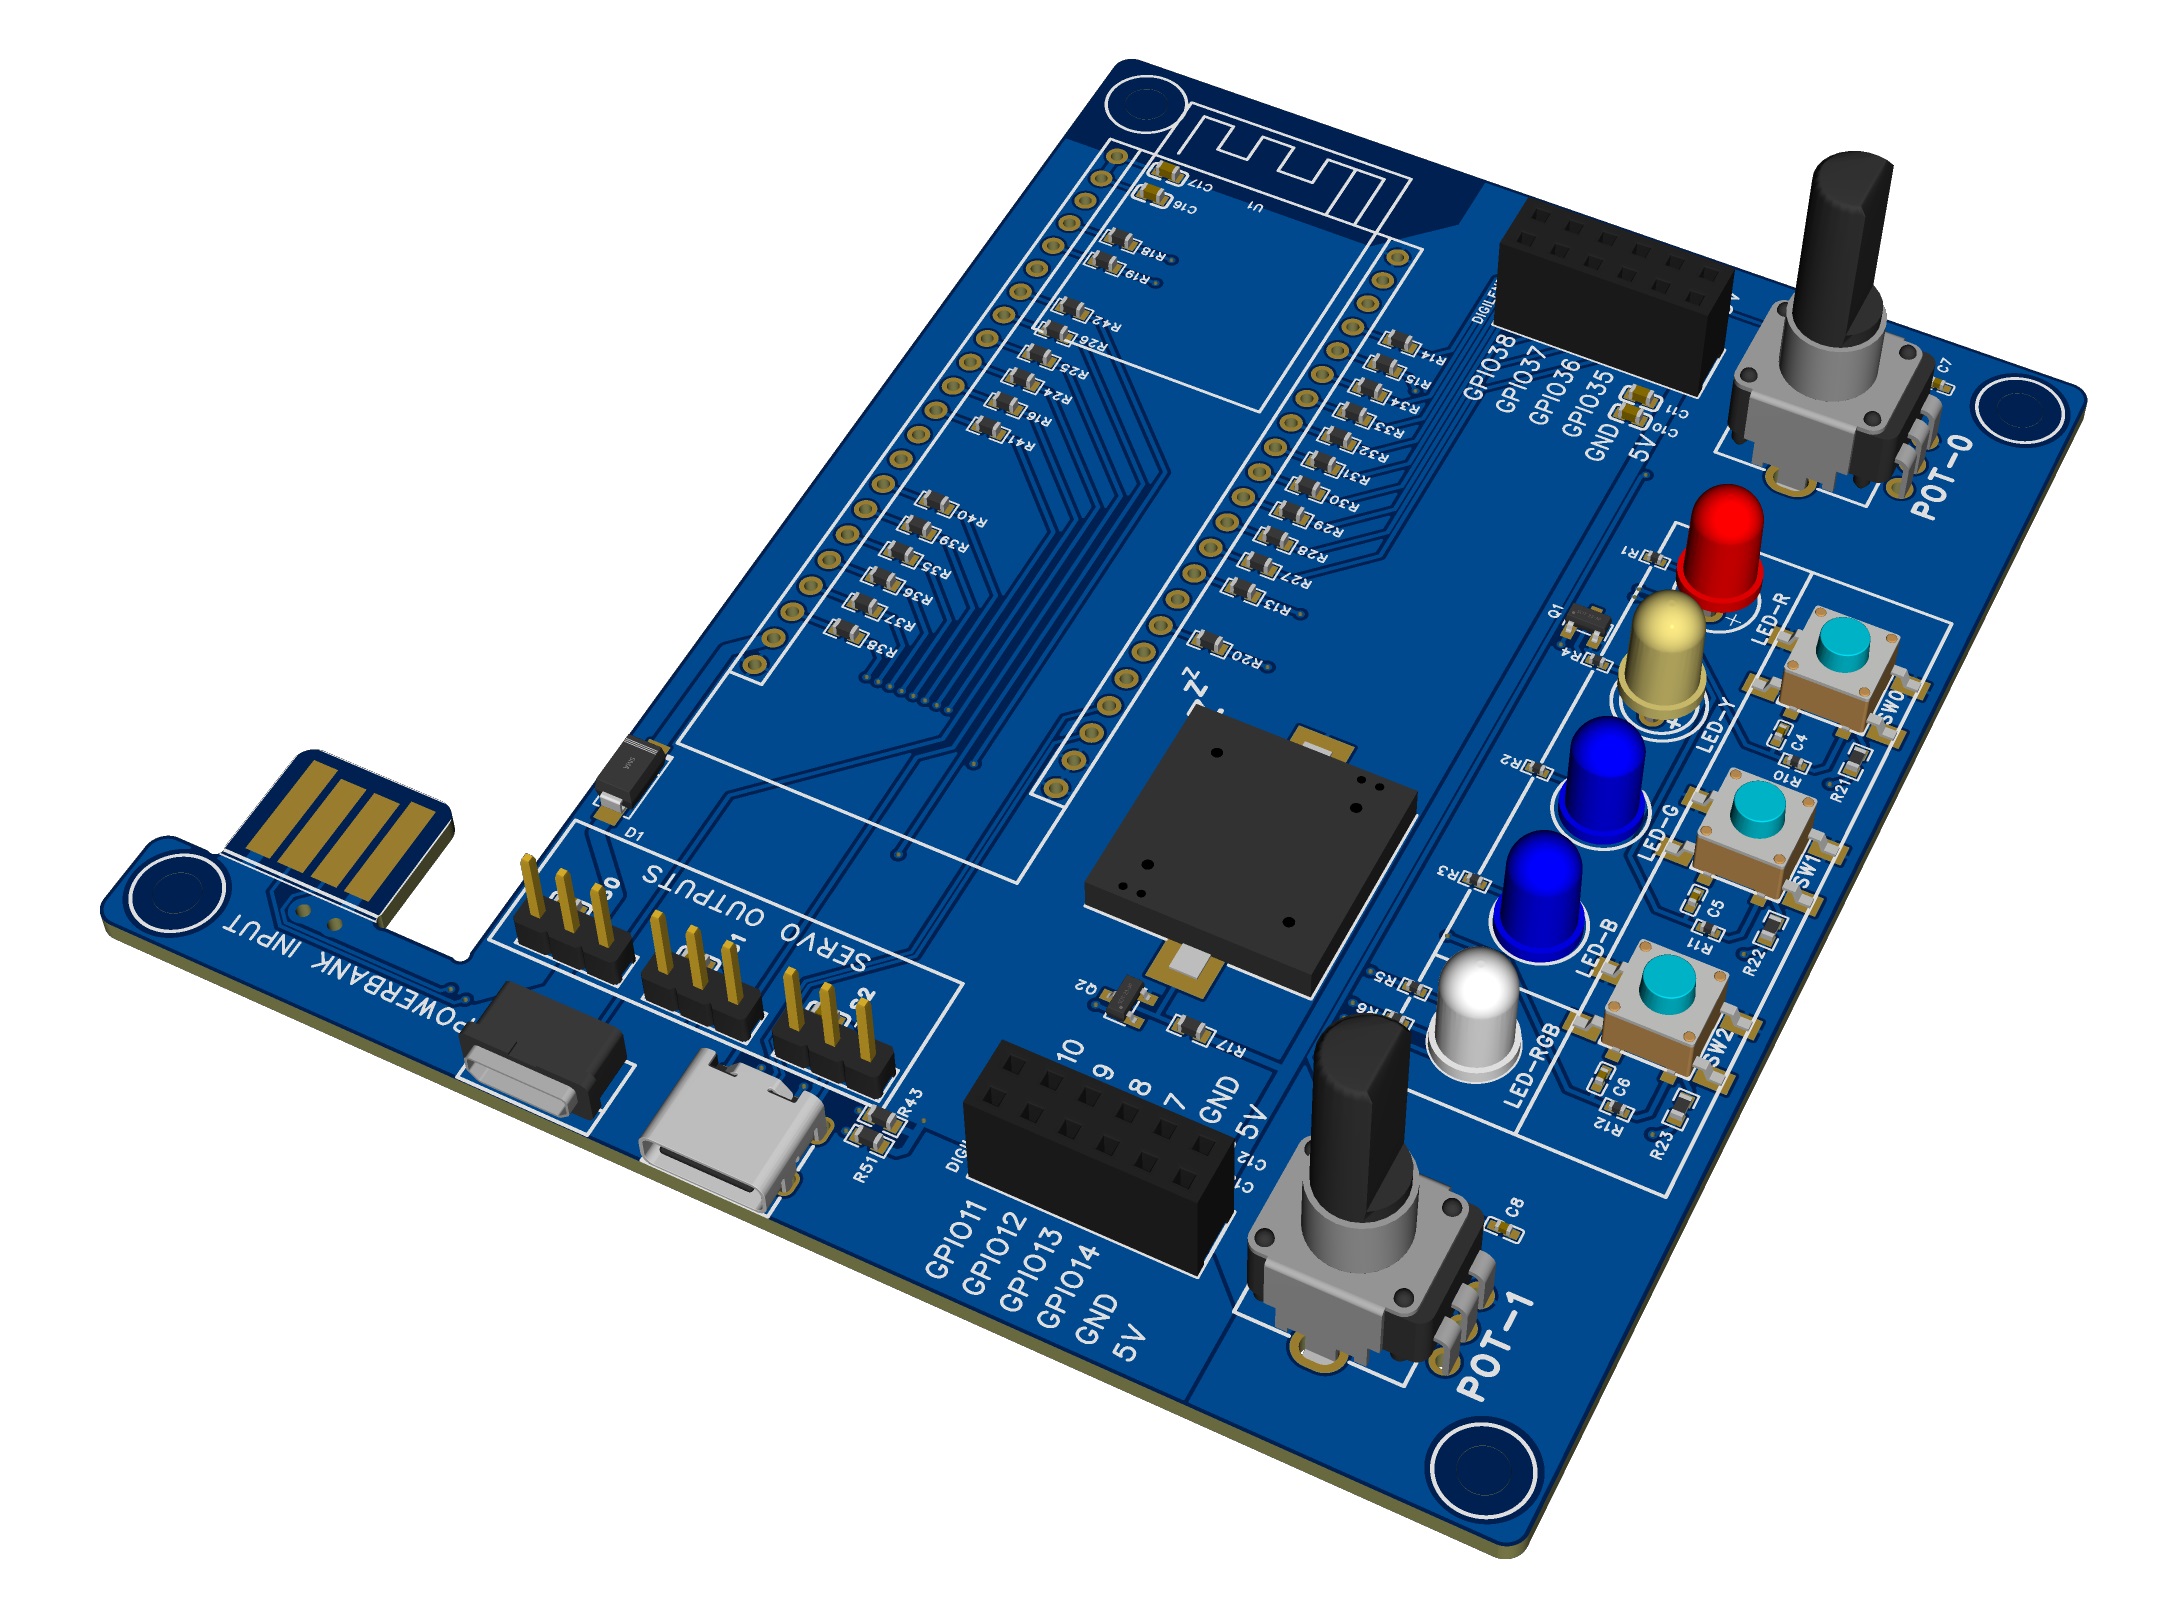 C17
C16
U1
R18
R19
R42
R26
R25
R24
R16
R41
R40
R39
R35
R36
R37
R38
R14
R15
R34
R33
R32
R31
R30
R29
R28
R27
R13
R20
GPIO38
GPIO37
GPIO36
GPIO35
GND
5V
C11
C10
C7
POT-0
R1
Q1
R4
R2
R3
R5
R6
LED-R
LED-Y
LED-G
LED-B
LED-RGB
SW0
C4
R10
R21
SW1
C5
R11
R22
SW2
C6
R12
R23
D1
SERVO OUTPUTS
POWERBANK INPUT
Q2
R17
R43
R51
10
9
8
7
GND
5V
C12
GPIO11
GPIO12
GPIO13
GPIO14
GND
5V
C8
POT-1